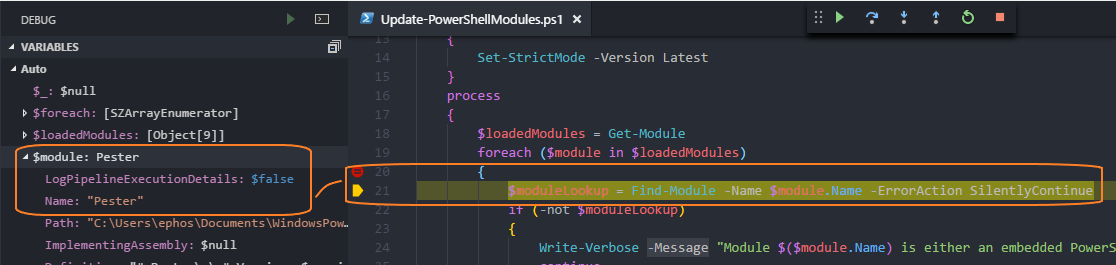 DEBUG
VARIABLES
Auto
$_: $null
$foreach: [SZArrayEnumerator]
$loadedModules: [Object[9]]
$module: Pester
LogPipelineExecutionDetails: $false
Name: "Pester"
Path: "C:\Users\ephos\Documents\WindowsPow…
ImplementingAssembly: $null
Update-PowerShellModules.ps1
13 {
14 Set-StrictMode -Version Latest
15 }
16 process
17 {
18 $loadedModules = Get-Module
19 foreach ($module in $loadedModules)
20 {
21 $moduleLookup = Find-Module -Name $module.Name -ErrorAction SilentlyContinue
22 if (-not $moduleLookup)
23 {
24 Write-Verbose -Message "Module $($module.Name) is either an embedded PowerS
25 continue